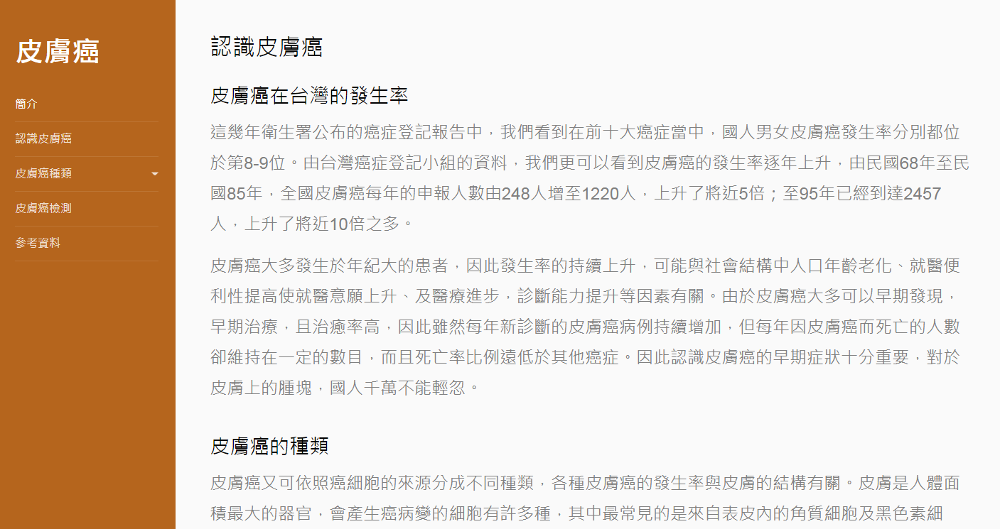 皮膚癌
簡介
認識皮膚癌
皮膚癌種類
皮膚癌檢測
參考資料
認識皮膚癌
皮膚癌在台灣的發生率
這幾年衛生署公布的癌症登記報告中，我們看到在前十大癌症當中，國人男女皮膚癌發生率分別都位
於第8-9位。由台灣癌症登記小組的資料，我們更可以看到皮膚癌的發生率逐年上升，由民國68年至民
國85年，全國皮膚癌每年的申報人數由248人增至1220人，上升了將近5倍；至95年已經到達2457
人，上升了將近10倍之多。
皮膚癌大多發生於年紀大的患者，因此發生率的持續上升，可能與社會結構中人口年齡老化、就醫便
利性提高使就醫意願上升、及醫療進步，診斷能力提升等因素有關。由於皮膚癌大多可以早期發現，
早期治療，且治癒率高，因此雖然每年新診斷的皮膚癌病例持續增加，但每年因皮膚癌而死亡的人數
卻維持在一定的數目，而且死亡率比例遠低於其他癌症。因此認識皮膚癌的早期症狀十分重要，對於
皮膚上的腫塊，國人千萬不能輕忽。
皮膚癌的種類
皮膚癌又可依照癌細胞的來源分成不同種類，各種皮膚癌的發生率與皮膚的結構有關。皮膚是人體面
積最大的器官，會產生癌病變的細胞有許多種，其中最常見的是來自表皮內的角質細胞及黑色素細